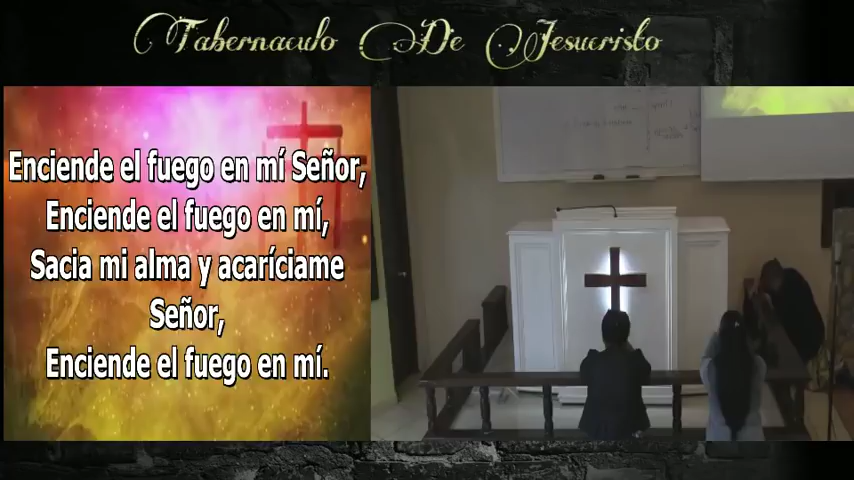 Tabernaculo De Jesucristo
Enciende el fuego en mí Señor,
Enciende el fuego en mí,
Sacia mi alma y acaríciame
Señor,
Enciende el fuego en mí.